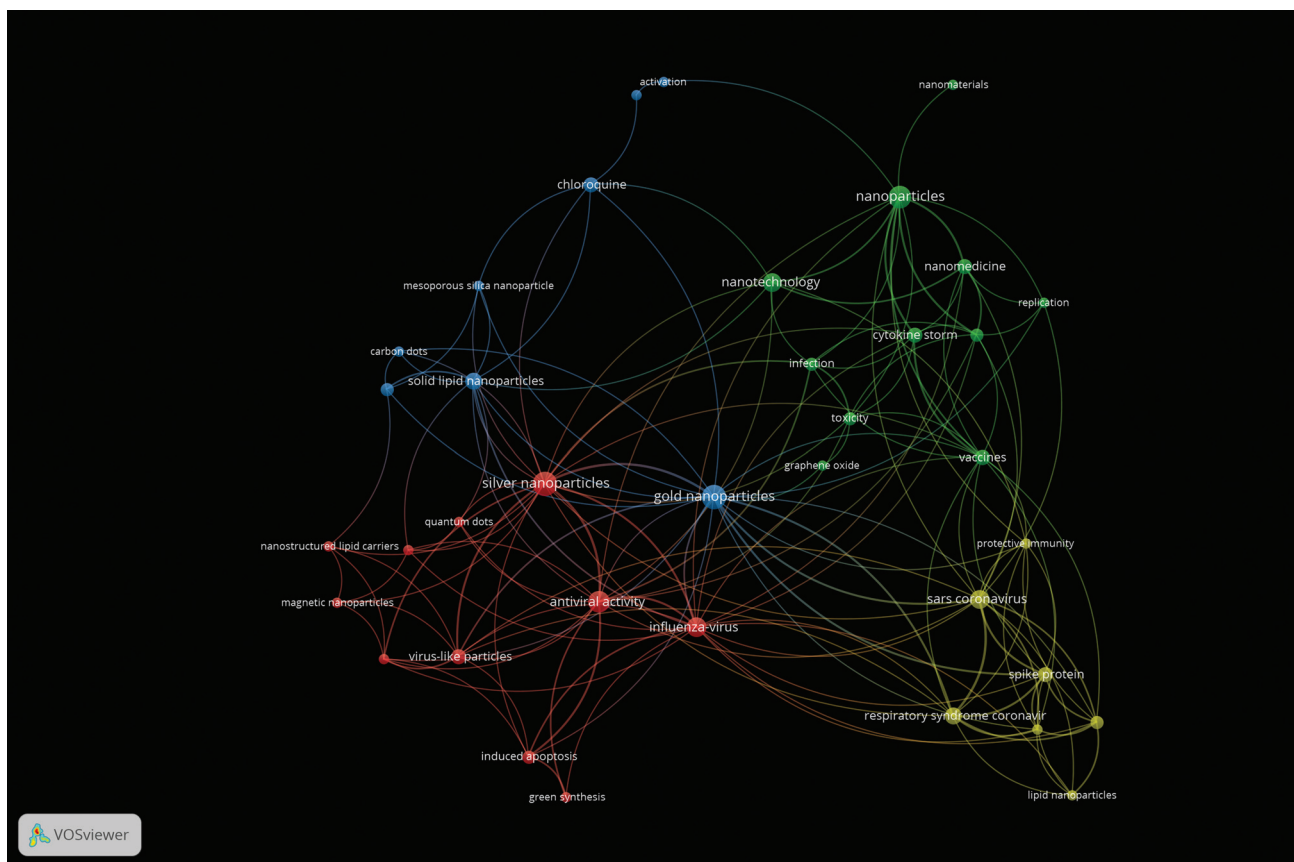 activation
nanomaterials
chloroquine
nanoparticles
nanomedicine
nanotechnology
mesoporous silica nanoparticle
replication
cytokine storm
carbon dots
infection
solid lipid nanoparticles
toxicity
vaccines
graphene oxide
silver nanoparticles
gold nanoparticles
quantum dots
protective immunity
nanostructured lipid carriers
sars coronavirus
magnetic nanoparticles
antiviral activity
influenza-virus
virus-like particles
spike protein
respiratory syndrome coronavir
induced apoptosis
lipid nanoparticles
green synthesis
VOSviewer